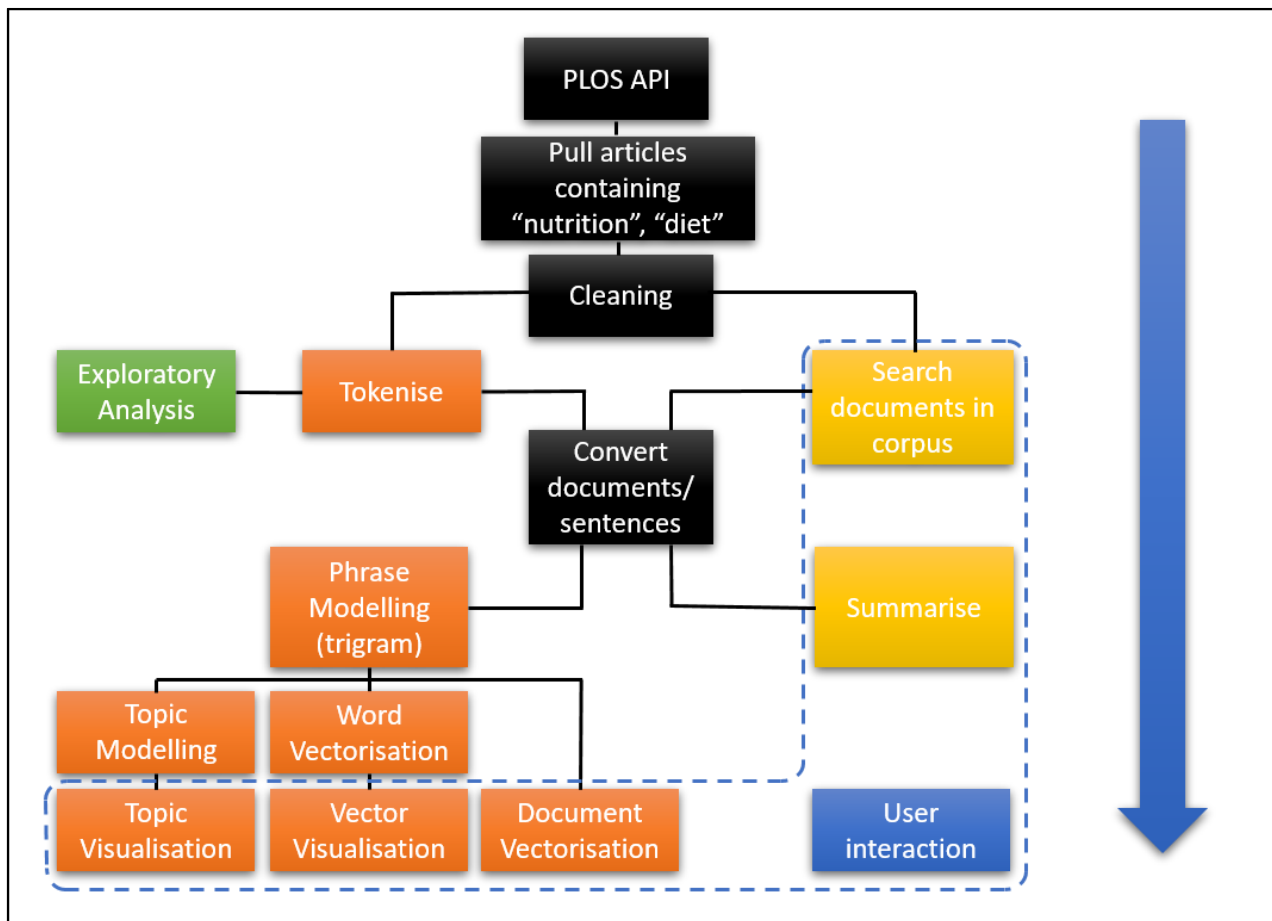 PLOS API
Pull articles
containing
“nutrition”, “diet”
Cleaning
Exploratory
Analysis
Tokenise
Search
documents in
corpus
Convert
documents/
sentences
Phrase
Modelling
(trigram)
Summarise
Topic
Modelling
Word
Vectorisation
Topic
Visualisation
Vector
Visualisation
Document
Vectorisation
User
interaction